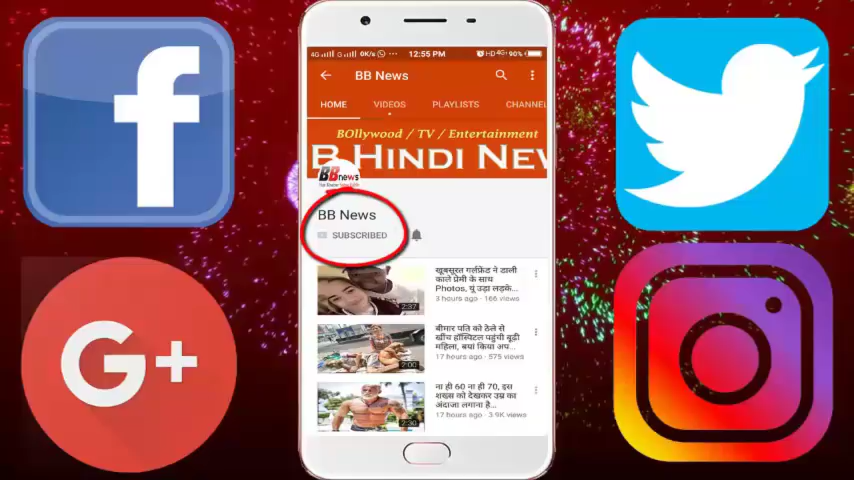 12:55 PM
90%
BB News
HOME VIDEOS PLAYLISTS CHANNEL
BOllywood / TV / Entertainment
B HINDI NEW
BB news
BB News
SUBSCRIBED
खूबसूरत गर्लफ्रेंड ने डाली
काले प्रेमी के साथ
Photos, यूं उड़ा लड़के...
3 hours ago · 166 views
2:37
बीमार पति को ठेले से
खींच हॉस्पिटल पहुंची बूढ़ी
महिला, बयां किया अप...
17 hours ago · 575 views
2:00
ना ही 60 ना ही 70, इस
शख्स को देखकर उम्र का
अंदाजा लगाना है...
17 hours ago · 3.9K views
2:30
f
G+